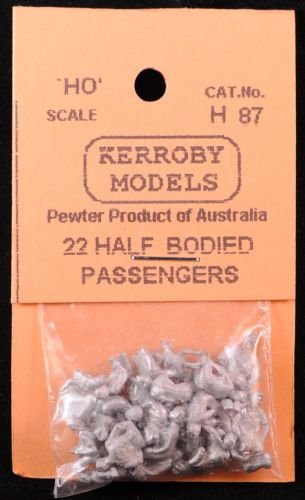 'HO' CAT.No.
SCALE H 87
KERROBY
MODELS
Pewter Product of Australia
22 HALF BODIED
PASSENGERS